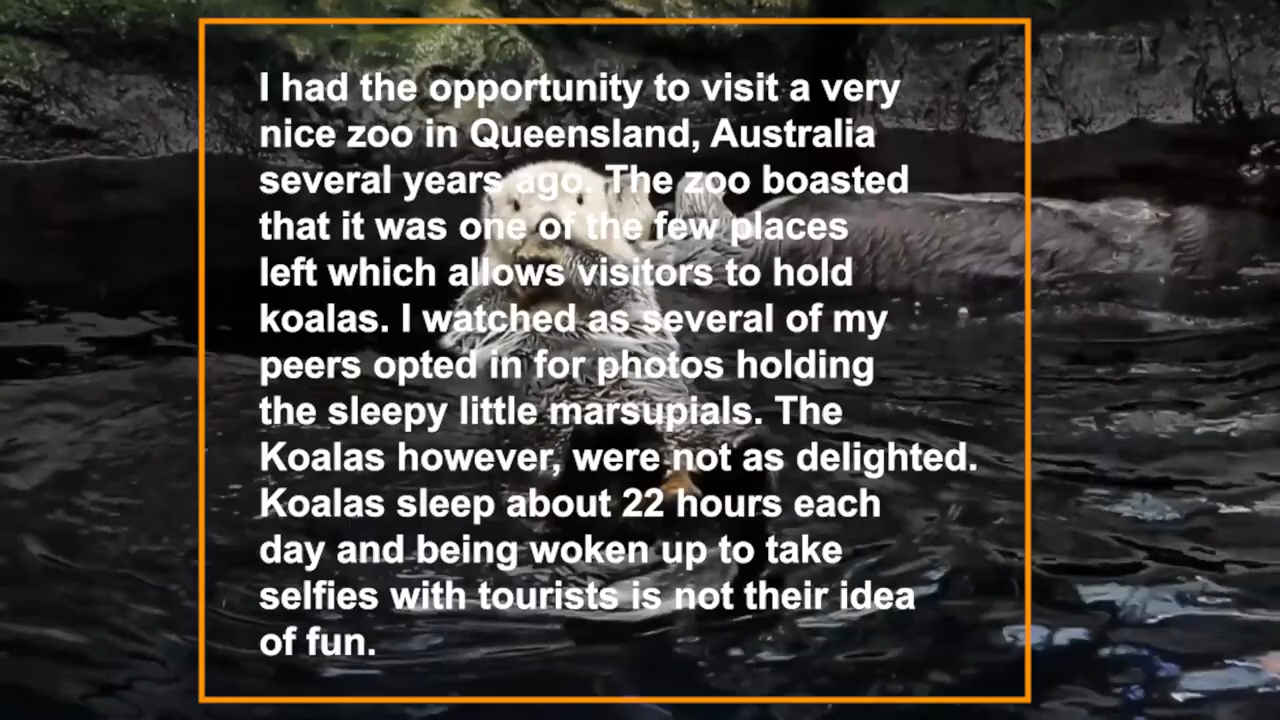 I had the opportunity to visit a very
nice zoo in Queensland, Australia
several years ago. The zoo boasted
that it was one of the few places
left which allows visitors to hold
koalas. I watched as several of my
peers opted in for photos holding
the sleepy little marsupials. The
Koalas however, were not as delighted.
Koalas sleep about 22 hours each
day and being woken up to take
selfies with tourists is not their idea
of fun.